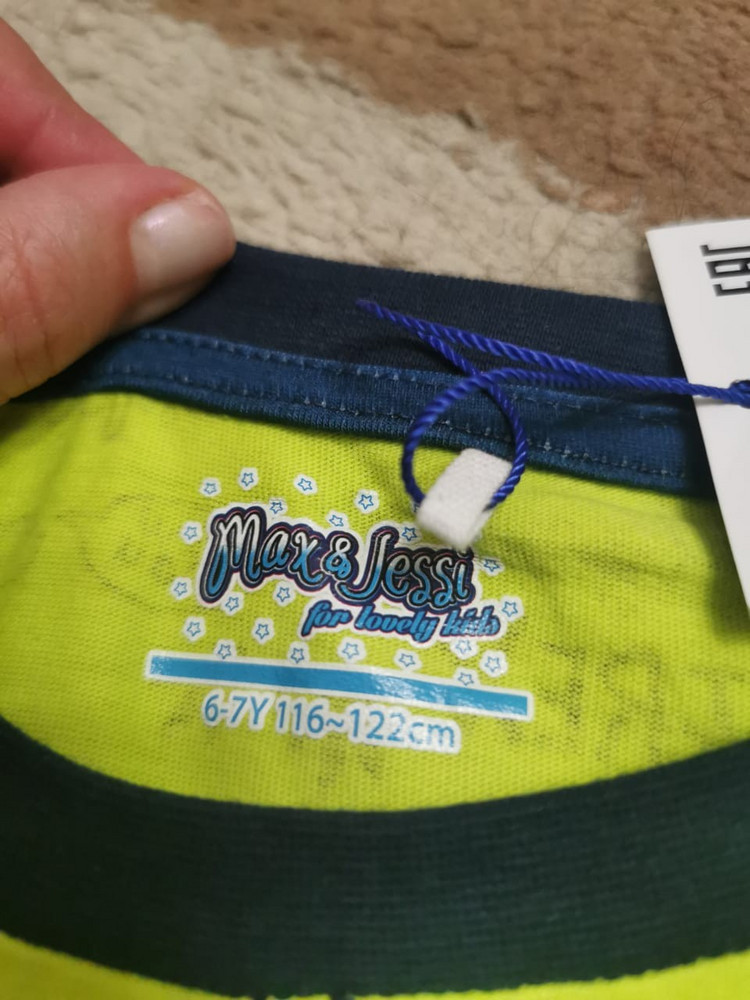 Max & Jessi
for lovely kids
6-7Y 116~122cm